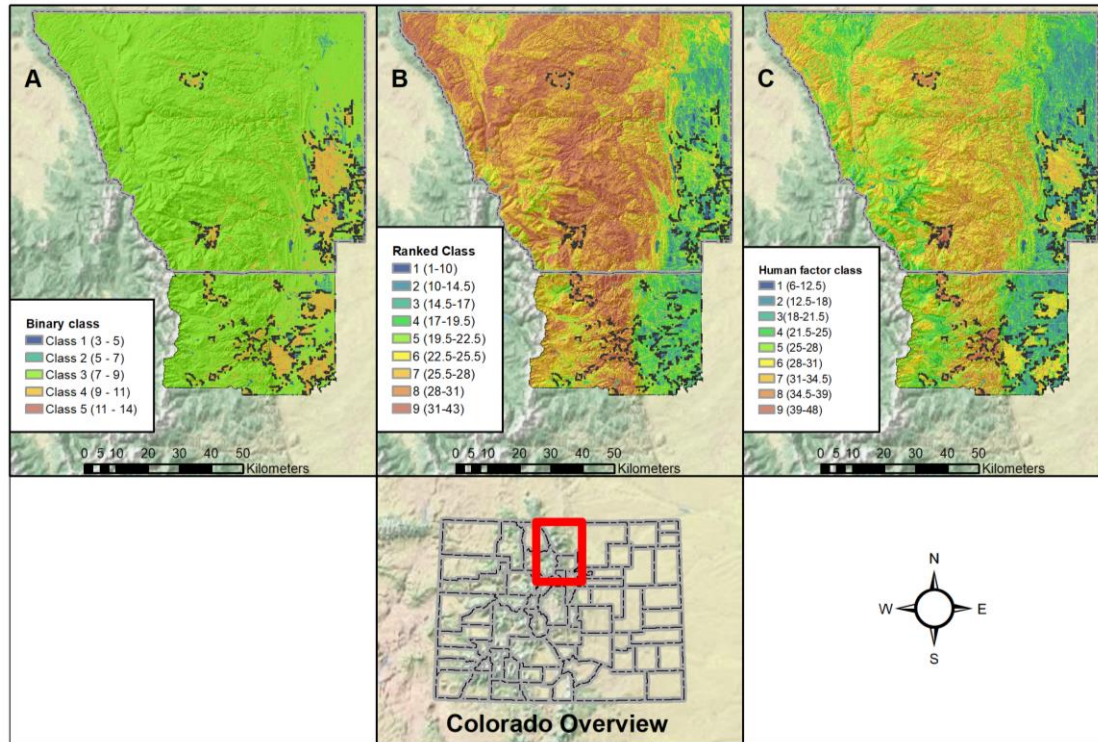 A
Binary class
Class 1 (3 - 5)
Class 2 (5 - 7)
Class 3 (7 - 9)
Class 4 (9 - 11)
Class 5 (11 - 14)
0 5 10 20 30 40 50
Kilometers
B
Ranked Class
1 (1-10)
2 (10-14.5)
3 (14.5-17)
4 (17-19.5)
5 (19.5-22.5)
6 (22.5-25.5)
7 (25.5-28)
8 (28-31)
9 (31-43)
0 5 10 20 30 40 50
Kilometers
C
Human factor class
1 (6-12.5)
2 (12.5-18)
3(18-21.5)
4 (21.5-25)
5 (25-28)
6 (28-31)
7 (31-34.5)
8 (34.5-39)
9 (39-48)
0 5 10 20 30 40 50
Kilometers
Colorado Overview
N
W E
S